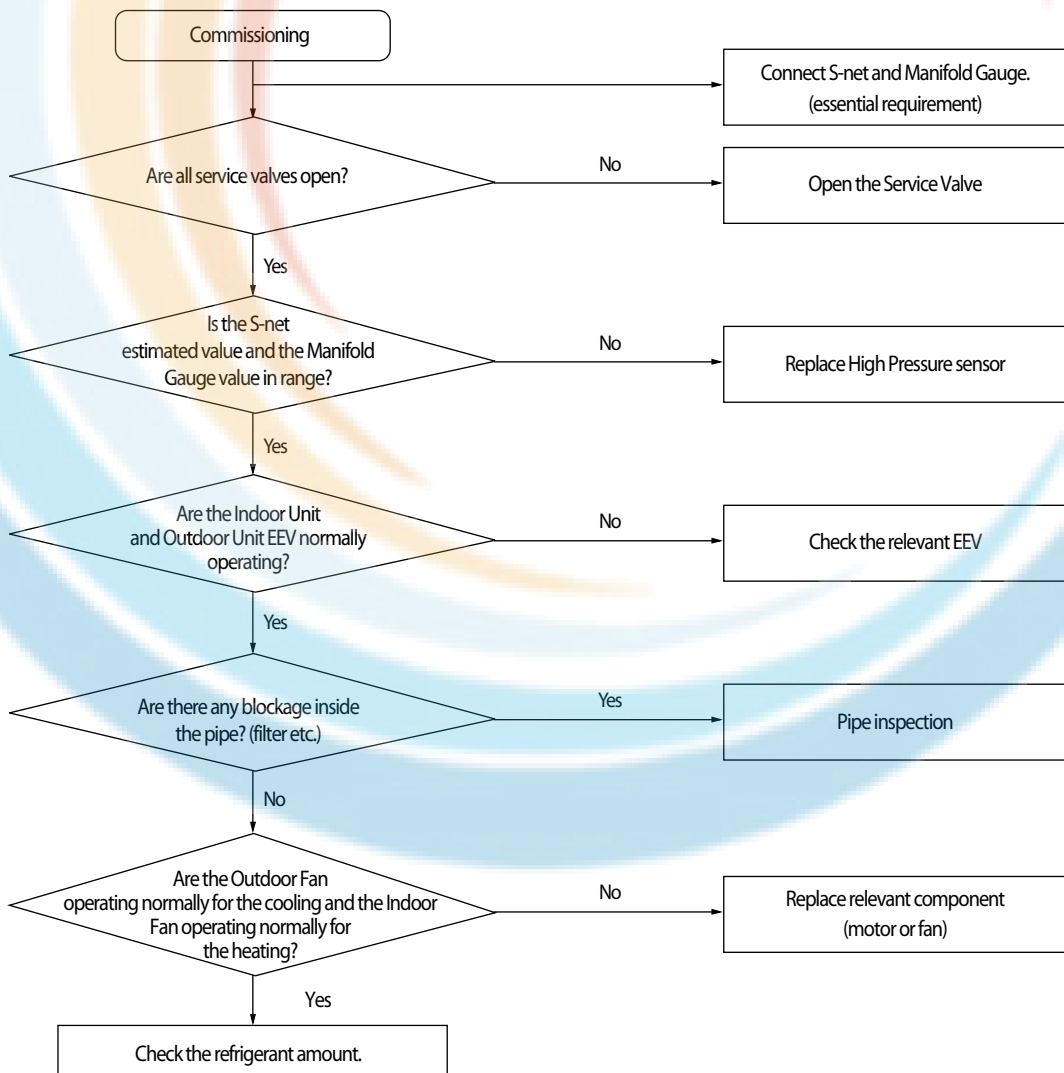 Commissioning
Connect S-net and Manifold Gauge.
(essential requirement)
Are all service valves open?
No
Open the Service Valve
Yes
Is the S-net
estimated value and the Manifold
Gauge value in range?
No
Replace High Pressure sensor
Yes
Are the Indoor Unit
and Outdoor Unit EEV normally
operating?
No
Check the relevant EEV
Yes
Are there any blockage inside
the pipe? (filter etc.)
Yes
Pipe inspection
No
Are the Outdoor Fan
operating normally for the cooling and the Indoor
Fan operating normally for
the heating?
No
Replace relevant component
(motor or fan)
Yes
Check the refrigerant amount.